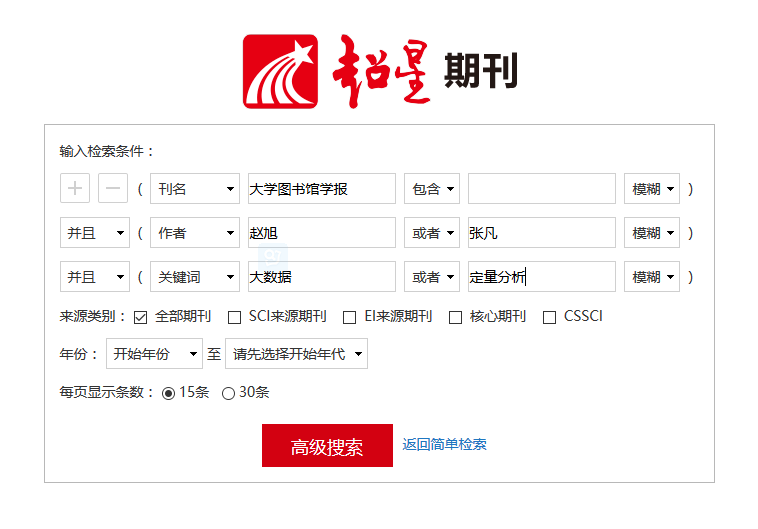 超星 期刊
输入检索条件：
+ − ( 刊名 大学图书馆学报 包含 模糊 )
并且 ( 作者 赵旭 或者 张凡 模糊 )
并且 ( 关键词 大数据 或者 定量分析 模糊 )
来源类别： 全部期刊 SCI来源期刊 EI来源期刊 核心期刊 CSSCI
年份： 开始年份 至 请先选择开始年代
每页显示条数： 15条 30条
高级搜索 返回简单检索